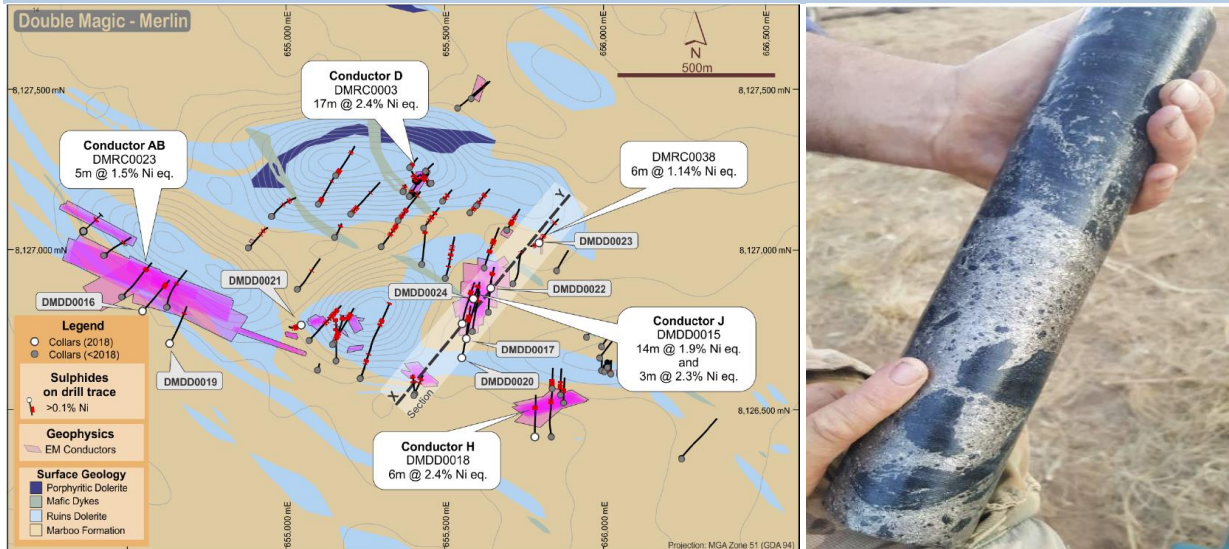 Double Magic - Merlin
655,000 mE
655,500 mE
656,000 mE
656,500 mE
N
500m
8,127,500 mN
8,127,500 mN
Conductor D
DMRC0003
17m @ 2.4% Ni eq.
Conductor AB
DMRC0023
5m @ 1.5% Ni eq.
DMRC0038
6m @ 1.14% Ni eq.
Y
DMDD0023
8,127,000 mN
8,127,000 mN
DMDD0021
DMDD0024
DMDD0022
DMDD0016
Conductor J
DMDD0015
14m @ 1.9% Ni eq.
and
3m @ 2.3% Ni eq.
DMDD0017
DMDD0019
DMDD0020
X
Section
8,126,500 mN
Conductor H
DMDD0018
6m @ 2.4% Ni eq.
Legend
Collars (2018)
Collars (<2018)
Sulphides
on drill trace
>0.1% Ni
Geophysics
EM Conductors
Surface Geology
Porphyritic Dolerite
Mafic Dykes
Ruins Dolerite
Marboo Formation
655,000 mE
655,500 mE
656,000 mE
Projection: MGA Zone 51 (GDA 94)